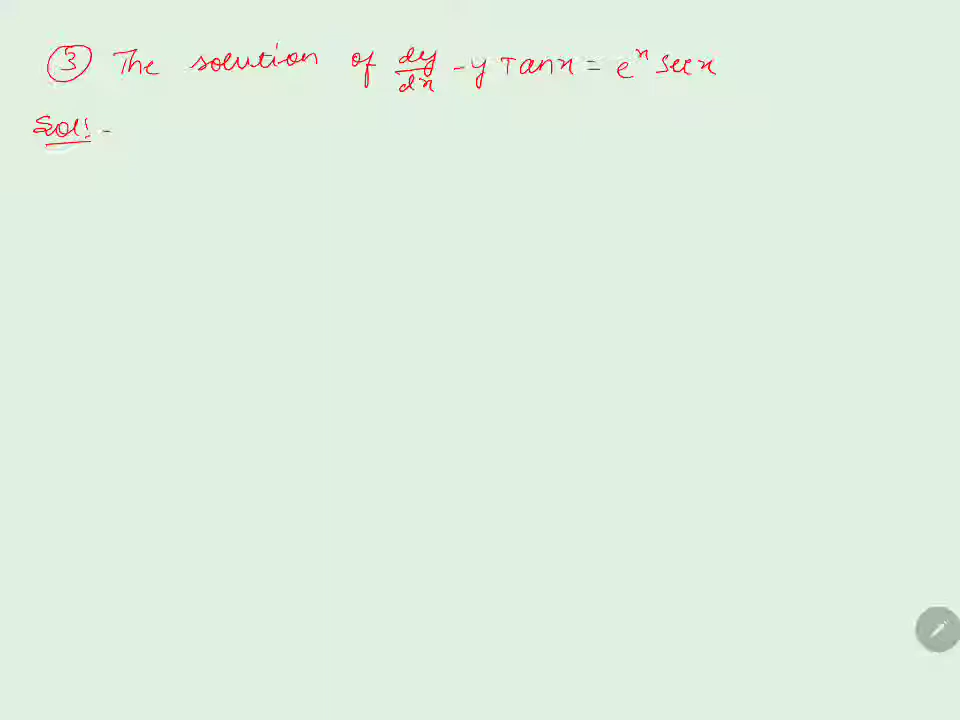 ③ The solution of dy/dx - y Tanx = e^x secx
Sol: -